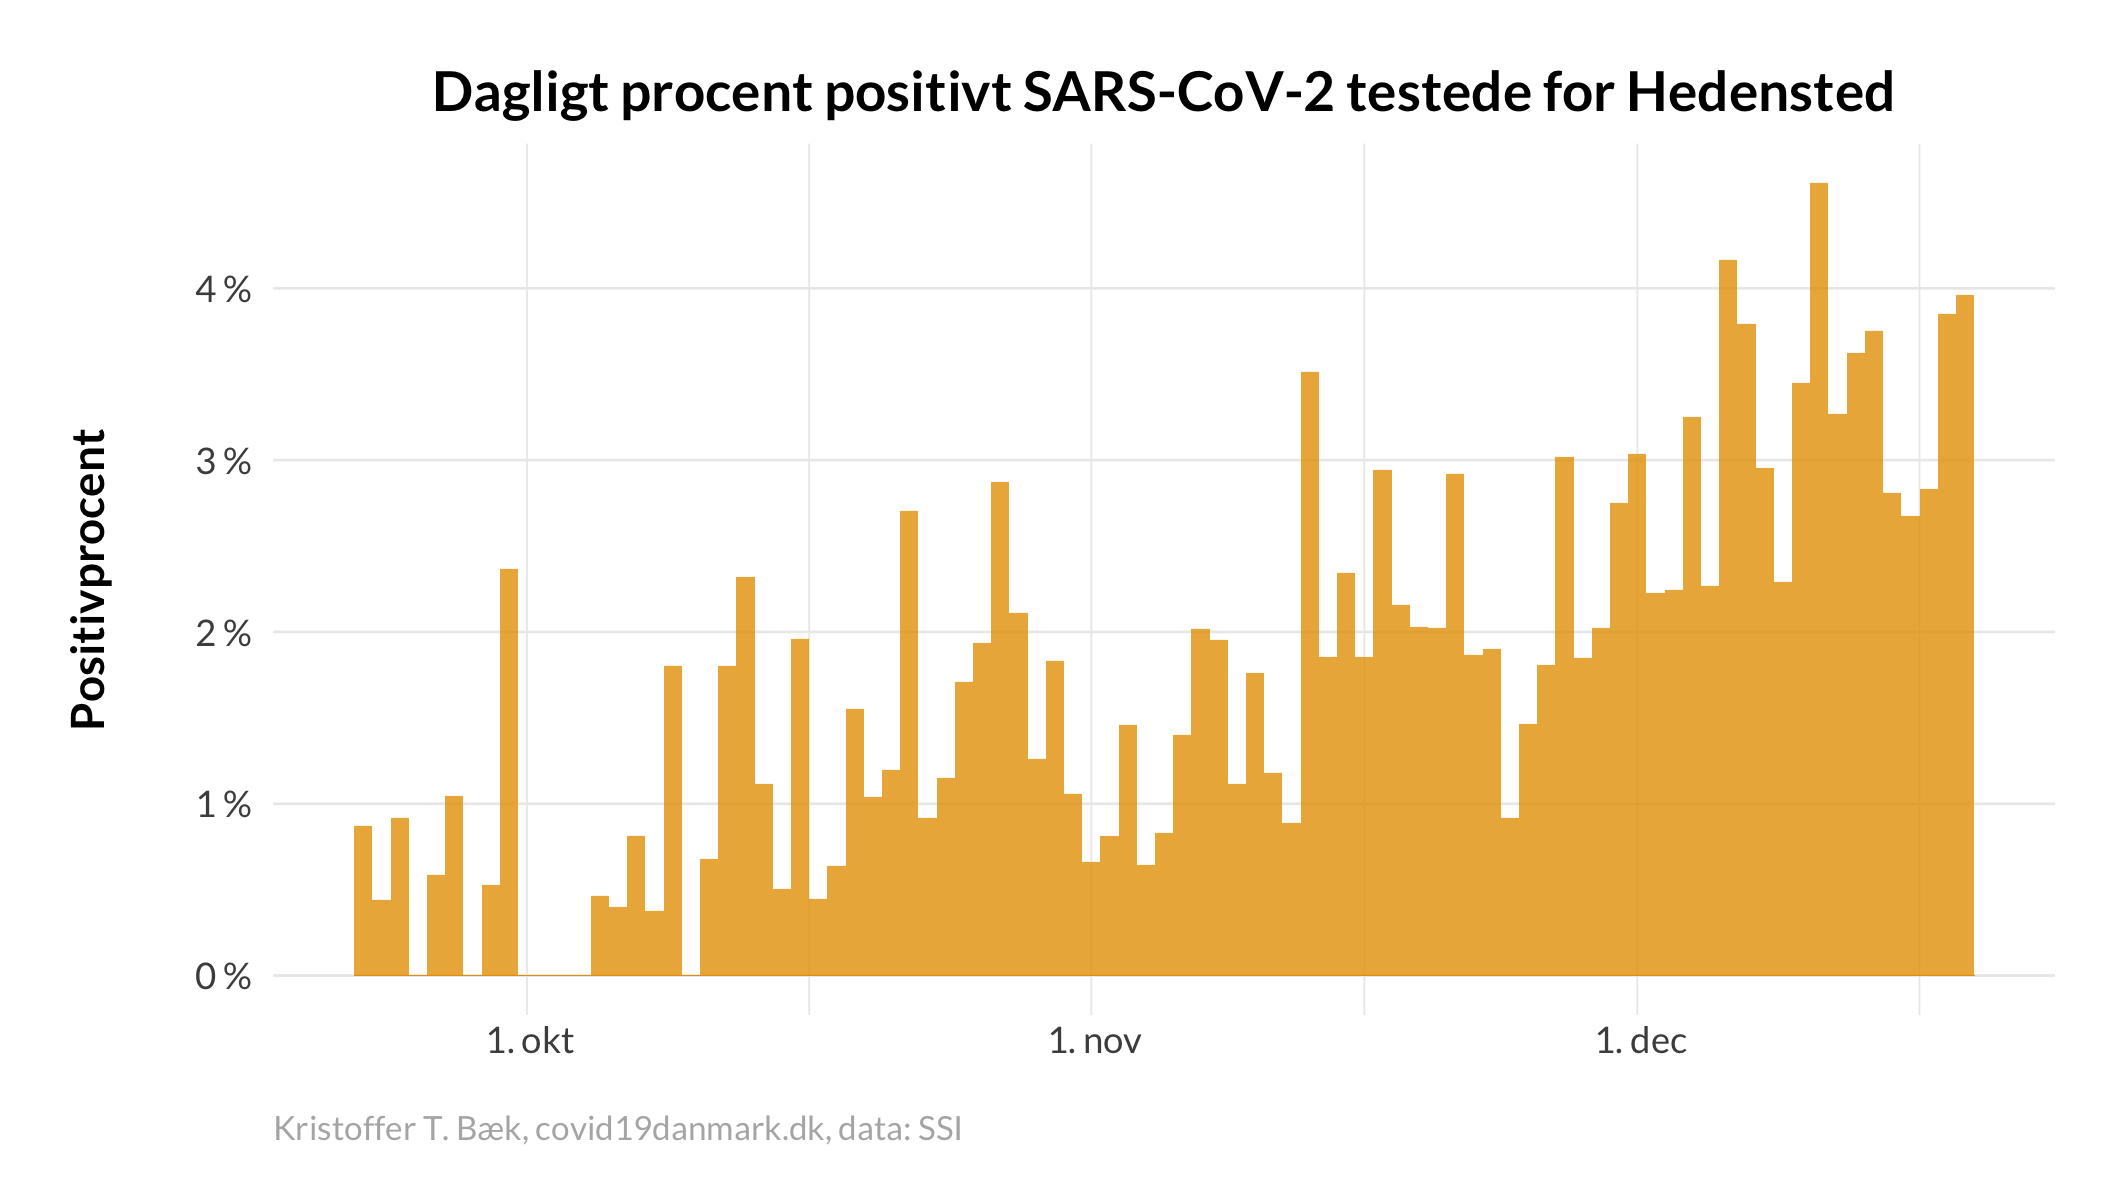 Dagligt procent positivt SARS-CoV-2 testede for Hedensted
Positivprocent
4 %
3 %
2 %
1 %
0 %
1. okt
1. nov
1. dec
Kristoffer T. Bæk, covid19danmark.dk, data: SSI